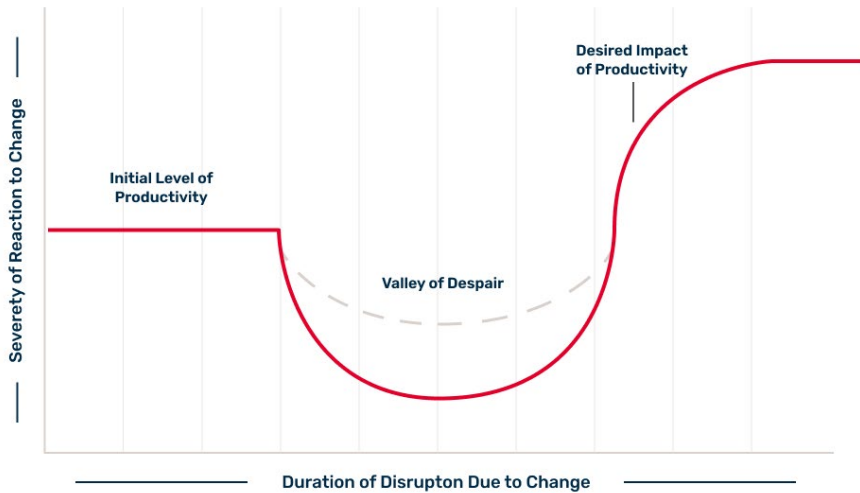 Desired Impact
of Productivity
Initial Level of
Productivity
Valley of Despair
Severety of Reaction to Change
Duration of Disrupton Due to Change